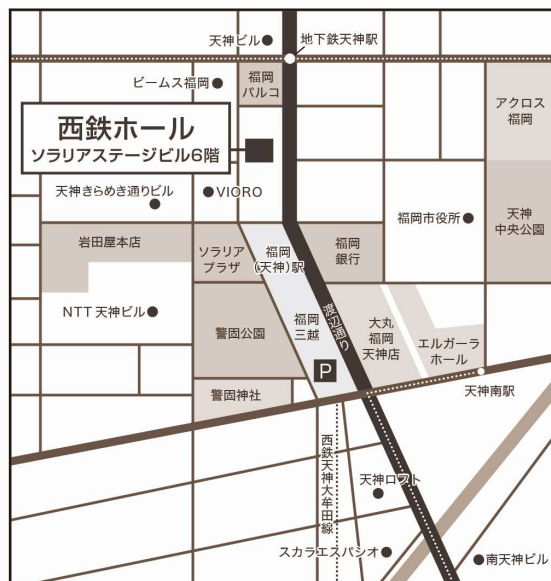 天神ビル
地下鉄天神駅
ビームス福岡
福岡
パルコ
アクロス
福岡
西鉄ホール
ソラリアステージビル6階
天神きらめき通りビル
VIORO
福岡市役所
天神
中央公園
岩田屋本店
ソラリア
プラザ
福岡
(天神)駅
福岡
銀行
NTT 天神ビル
警固公園
福岡
三越
渡辺通り
大丸
福岡
天神店
エルガーラ
ホール
P
警固神社
天神南駅
西鉄天神大牟田線
天神ロフト
スカラエスパシオ
南天神ビル